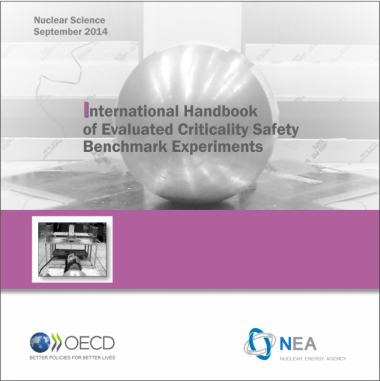 Nuclear Science
September 2014
International Handbook
of Evaluated Criticality Safety
Benchmark Experiments
OECD
BETTER POLICIES FOR BETTER LIVES
NEA
NUCLEAR ENERGY AGENCY